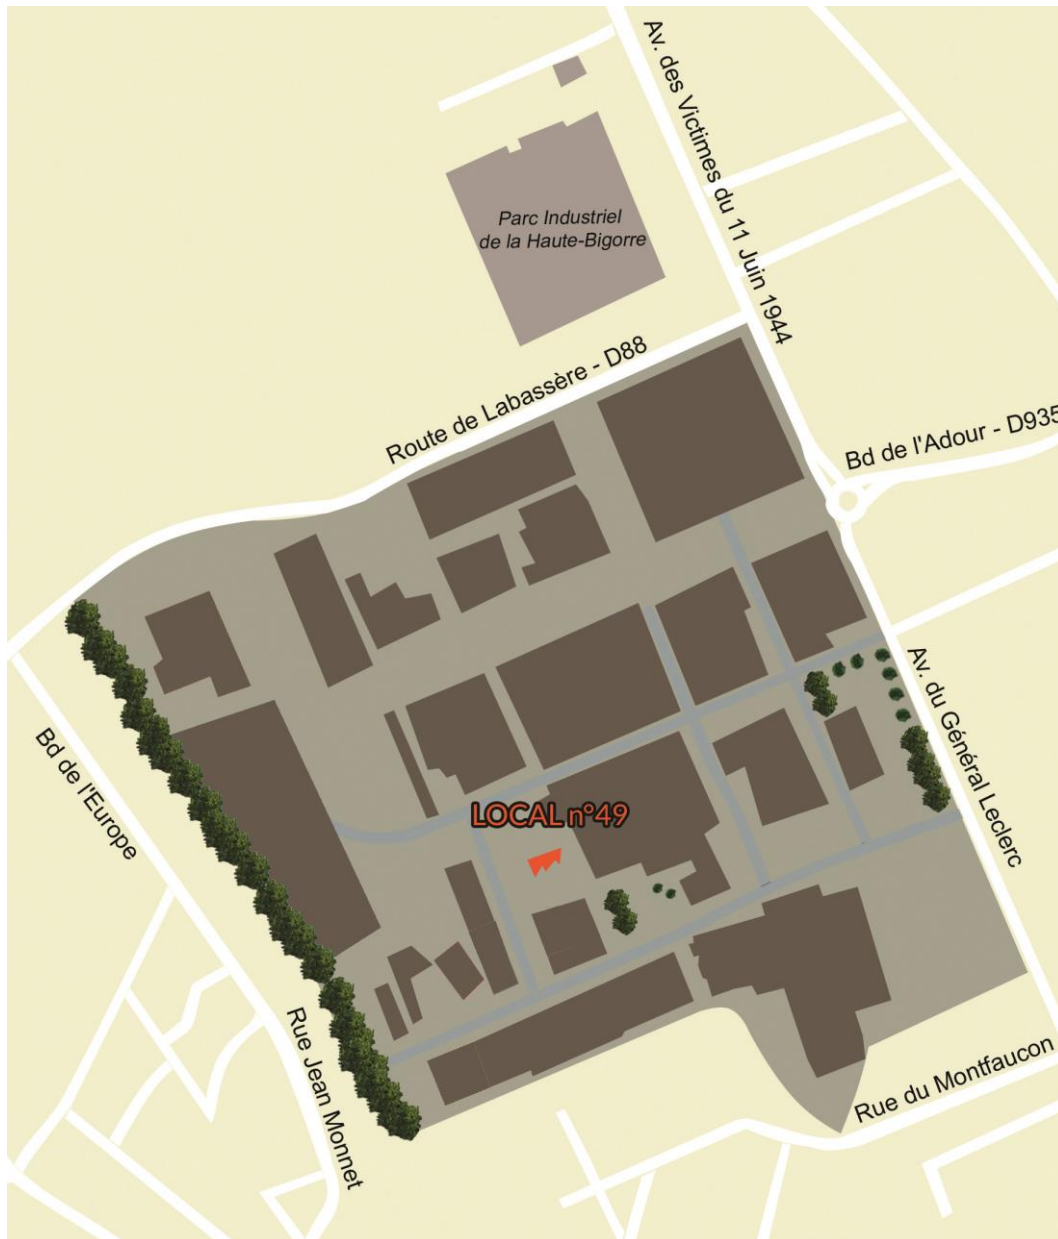 Av. des Victimes du 11 Juin 1944
Parc Industriel
de la Haute-Bigorre
Route de Labassère - D88
Bd de l'Adour - D935
Av. du Général Leclerc
Bd de l'Europe
LOCAL n°49
Rue Jean Monnet
Rue du Montfaucon